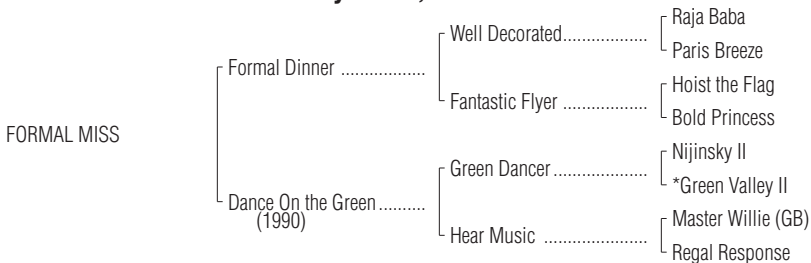 Raja Baba
Well Decorated....................
Paris Breeze
Formal Dinner ...................
Hoist the Flag
Fantastic Flyer ...................
Bold Princess
FORMAL MISS
Nijinsky II
Green Dancer......................
*Green Valley II
Dance On the Green...........
(1990)
Master Willie (GB)
Hear Music ........................
Regal Response